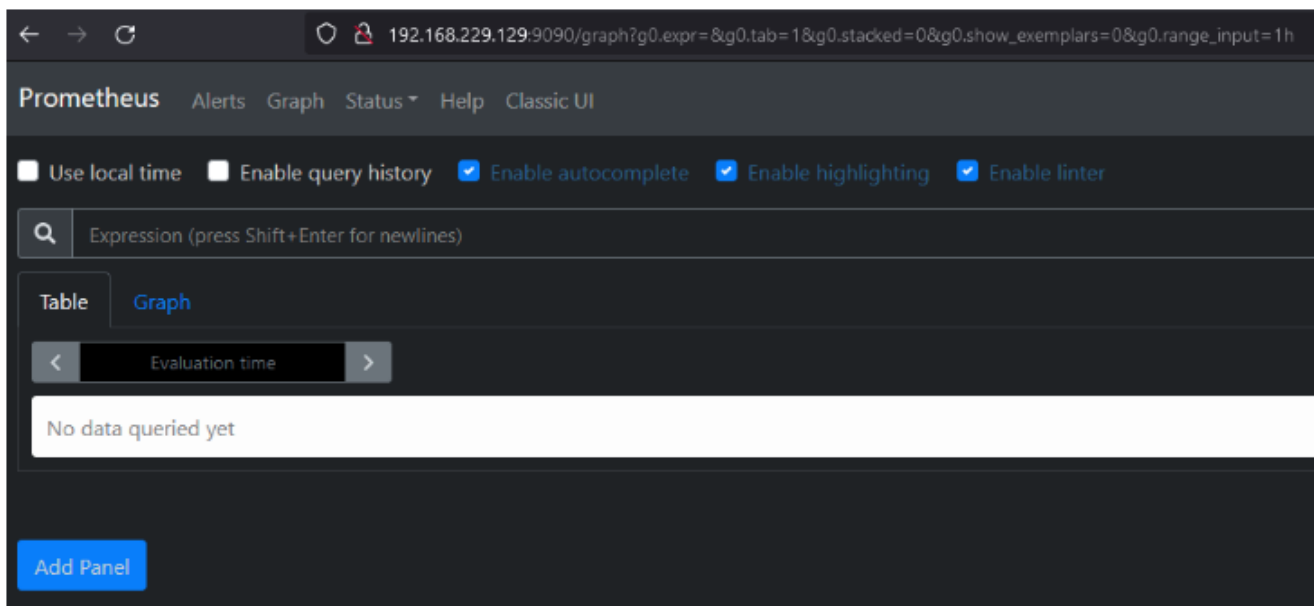 192.168.229.129:9090/graph?g0.expr=&g0.tab=1&g0.stacked=0&g0.show_exemplars=0&g0.range_input=1h
Prometheus Alerts Graph Status Help Classic UI
Use local time Enable query history Enable autocomplete Enable highlighting Enable linter
Expression (press Shift+Enter for newlines)
Table Graph
Evaluation time
No data queried yet
Add Panel